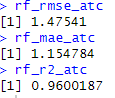 > rf_rmse_atc
[1] 1.47541
> rf_mae_atc
[1] 1.154784
> rf_r2_atc
[1] 0.9600187